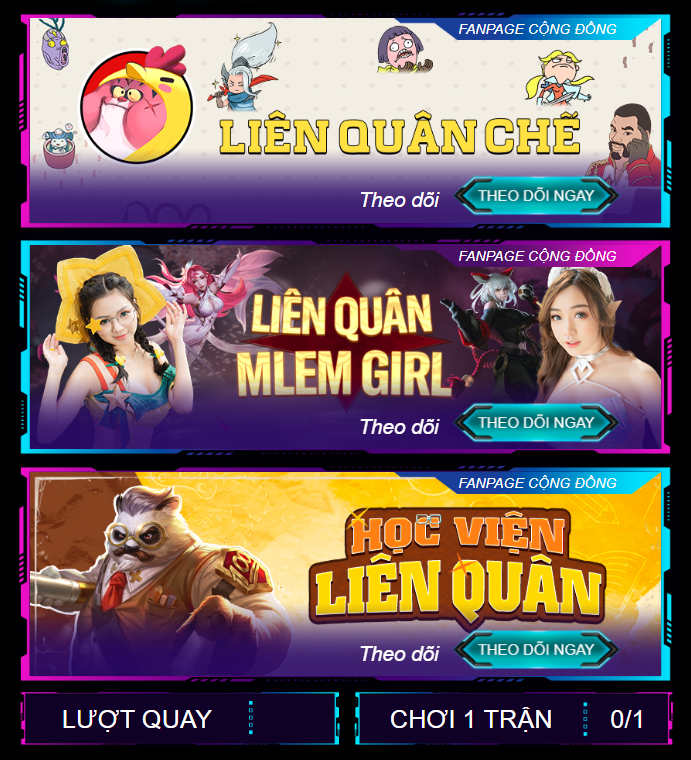 FANPAGE CỘNG ĐỒNG
LIÊN QUÂN CHẾ
Theo dõi THEO DÕI NGAY
FANPAGE CỘNG ĐỒNG
LIÊN QUÂN
MLEM GIRL
Theo dõi THEO DÕI NGAY
FANPAGE CỘNG ĐỒNG
HỌC VIỆN
LIÊN QUÂN
Theo dõi THEO DÕI NGAY
LƯỢT QUAY CHƠI 1 TRẬN 0/1